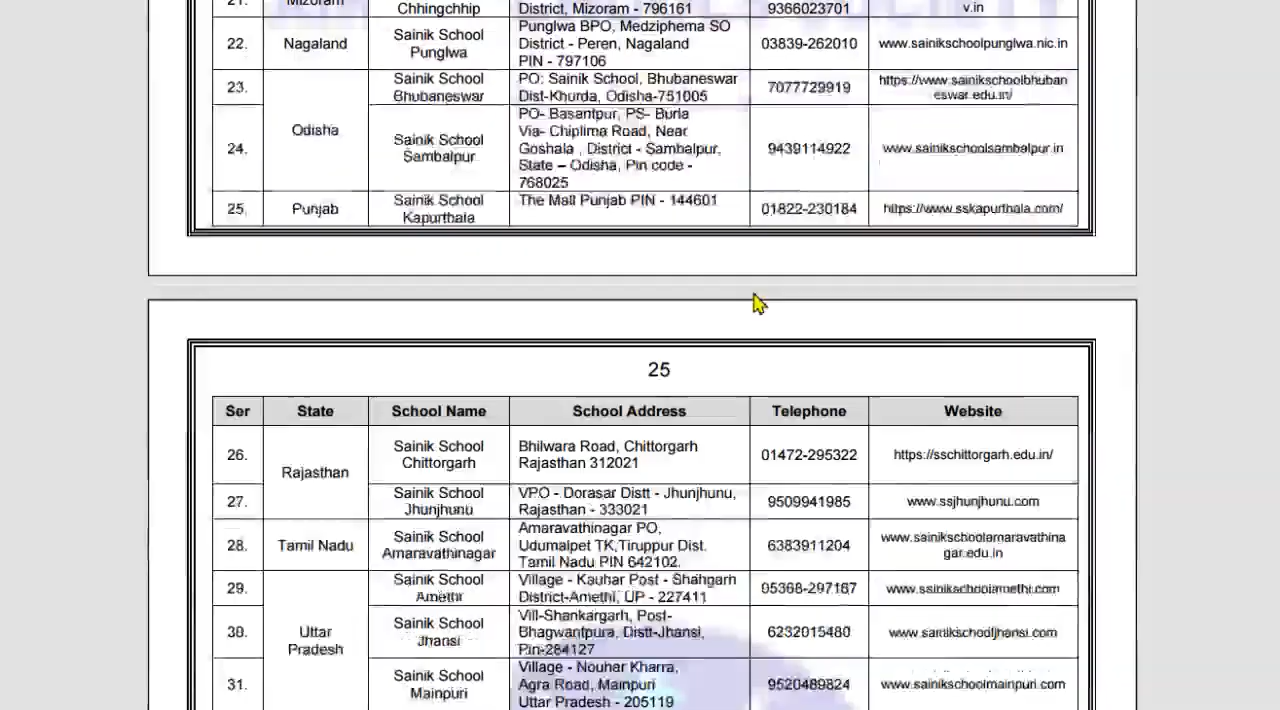 21. Mizoram Chhingchhip District, Mizoram - 796161 9366023701 v.in
22. Nagaland Sainik School Punglwa Punglwa BPO, Medziphema SO District - Peren, Nagaland PIN - 797106 03839-262010 www.sainikschoolpunglwa.nic.in
23. Odisha Sainik School Bhubaneswar PO: Sainik School, Bhubaneswar Dist-Khurda, Odisha-751005 7077729919 https://www.sainikschoolbhubaneswar.edu.in/
24. Sainik School Sambalpur PO- Basantpur, PS- Burla Via- Chiplima Road, Near Goshala , District - Sambalpur, State – Odisha, Pin code - 768025 9439114922 www.sainikschoolsambalpur.in
25. Punjab Sainik School Kapurthala The Mall Punjab PIN - 144601 01822-230184 https://www.sskapurthala.com/
25
Ser State School Name School Address Telephone Website
26. Rajasthan Sainik School Chittorgarh Bhilwara Road, Chittorgarh Rajasthan 312021 01472-295322 https://sschittorgarh.edu.in/
27. Sainik School Jhunjhunu VPO - Dorasar Distt - Jhunjhunu, Rajasthan - 333021 9509941985 www.ssjhunjhunu.com
28. Tamil Nadu Sainik School Amaravathinagar Amaravathinagar PO, Udumalpet TK,Tiruppur Dist. Tamil Nadu PIN 642102. 6383911204 www.sainikschoolamaravathinagar.edu.in
29. Uttar Pradesh Sainik School Amethi Village - Kauhar Post - Shahgarh District-Amethi, UP - 227411 05368-297167 www.sainikschoolamethi.com
30. Sainik School Jhansi Vill-Shankargarh, Post- Bhagwantpura, Distt-Jhansi, Pin-284127 6232015480 www.sainikschooljhansi.com
31. Sainik School Mainpuri Village - Nouhar Kharra, Agra Road, Mainpuri Uttar Pradesh - 205119 9520489824 www.sainikschoolmainpuri.com